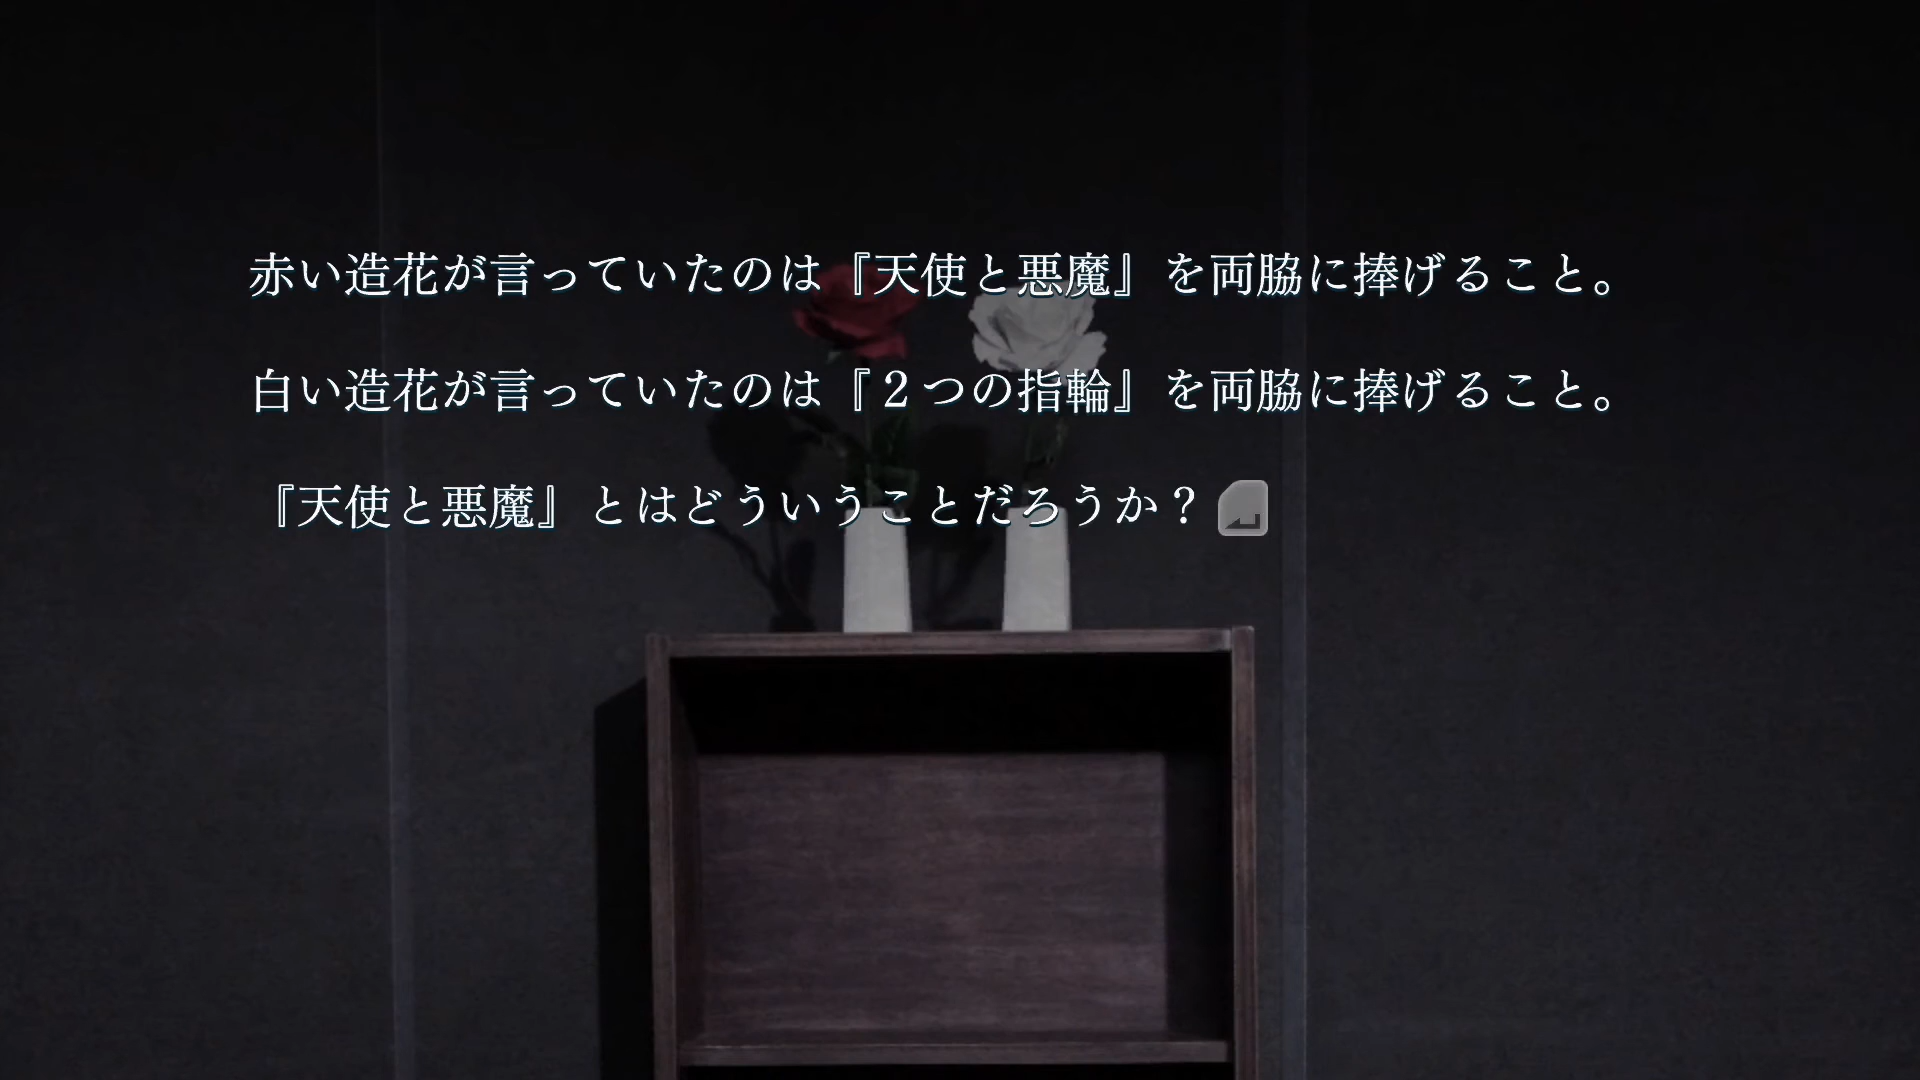 赤い造花が言っていたのは『天使と悪魔』を両脇に捧げること。
白い造花が言っていたのは『２つの指輪』を両脇に捧げること。
『天使と悪魔』とはどういうことだろうか？